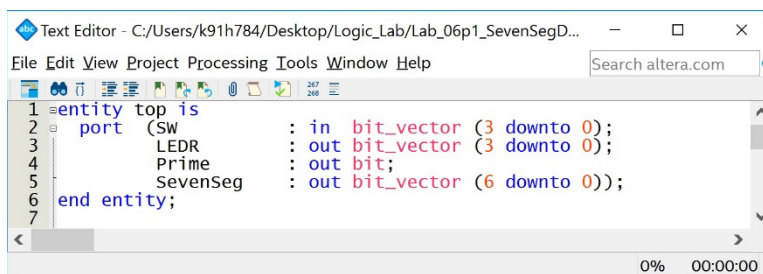 abc Text Editor - C:/Users/k91h784/Desktop/Logic_Lab/Lab_06p1_SevenSegD...
File Edit View Project Processing Tools Window Help Search altera.com
267
268
1 entity top is
2 port (SW : in bit_vector (3 downto 0);
3 LEDR : out bit_vector (3 downto 0);
4 Prime : out bit;
5 SevenSeg : out bit_vector (6 downto 0));
6 end entity;
7
0% 00:00:00